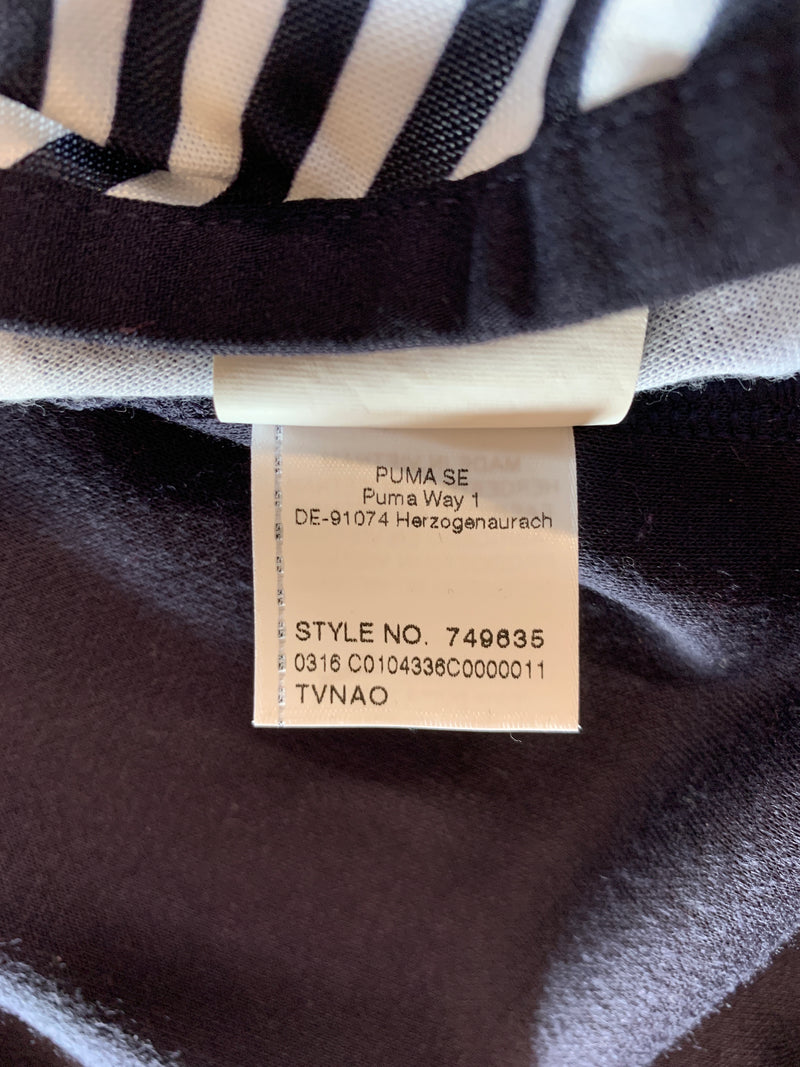 PUMA SE
Puma Way 1
DE-91074 Herzogenaurach
STYLE NO. 749635
0316 C0104336C0000011
TVNAO